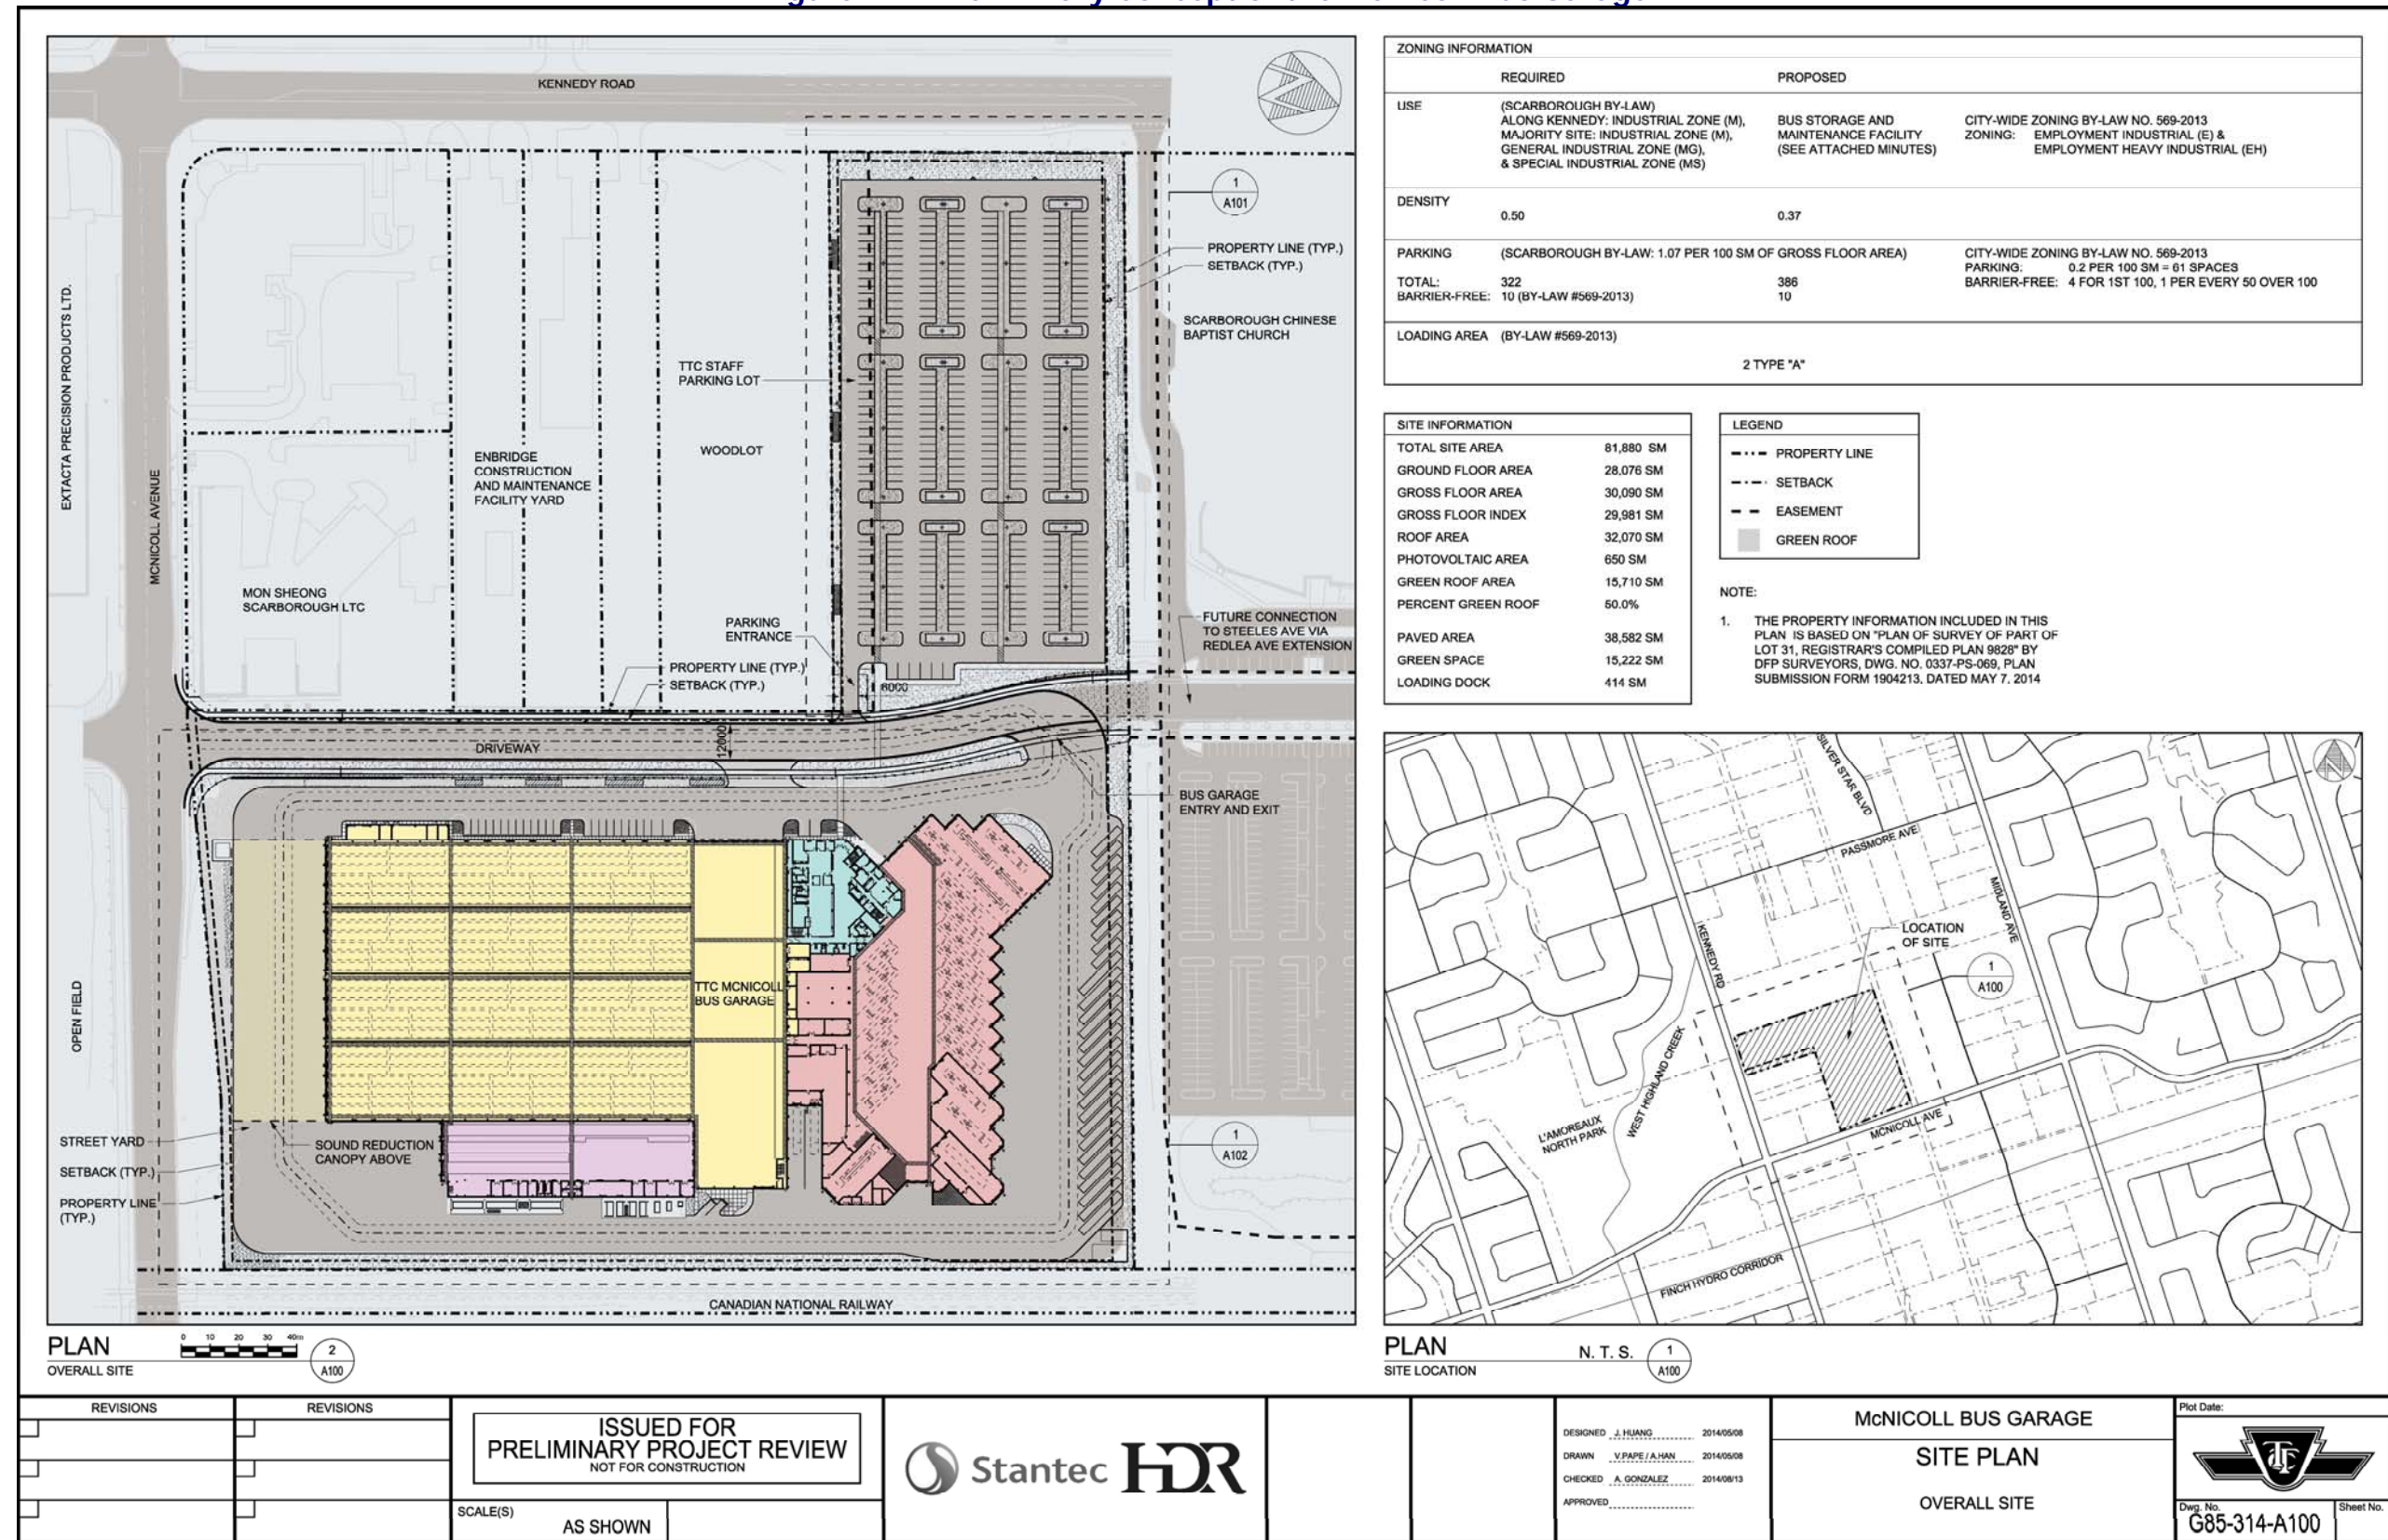 KENNEDY ROAD
EXTACTA PRECISION PRODUCTS LTD.
MCNICOLL AVENUE
1
A101
PROPERTY LINE (TYP.)
SETBACK (TYP.)
SCARBOROUGH CHINESE
BAPTIST CHURCH
TTC STAFF
PARKING LOT
WOODLOT
ENBRIDGE
CONSTRUCTION
AND MAINTENANCE
FACILITY YARD
MON SHEONG
SCARBOROUGH LTC
PARKING
ENTRANCE
FUTURE CONNECTION
TO STEELES AVE VIA
REDLEA AVE EXTENSION
PROPERTY LINE (TYP.)
SETBACK (TYP.)
6000
DRIVEWAY
12000
BUS GARAGE
ENTRY AND EXIT
TTC MCNICOLL
BUS GARAGE
OPEN FIELD
STREET YARD
SETBACK (TYP.)
PROPERTY LINE
(TYP.)
SOUND REDUCTION
CANOPY ABOVE
1
A102
CANADIAN NATIONAL RAILWAY
PLAN
OVERALL SITE
0 10 20 30 40m
2
A100
ZONING INFORMATION
REQUIRED PROPOSED
USE
(SCARBOROUGH BY-LAW)
ALONG KENNEDY: INDUSTRIAL ZONE (M),
MAJORITY SITE: INDUSTRIAL ZONE (M),
GENERAL INDUSTRIAL ZONE (MG),
& SPECIAL INDUSTRIAL ZONE (MS)
BUS STORAGE AND
MAINTENANCE FACILITY
(SEE ATTACHED MINUTES)
CITY-WIDE ZONING BY-LAW NO. 569-2013
ZONING: EMPLOYMENT INDUSTRIAL (E) &
EMPLOYMENT HEAVY INDUSTRIAL (EH)
DENSITY
0.50 0.37
PARKING (SCARBOROUGH BY-LAW: 1.07 PER 100 SM OF GROSS FLOOR AREA)
TOTAL: 322 386
BARRIER-FREE: 10 (BY-LAW #569-2013) 10
CITY-WIDE ZONING BY-LAW NO. 569-2013
PARKING: 0.2 PER 100 SM = 61 SPACES
BARRIER-FREE: 4 FOR 1ST 100, 1 PER EVERY 50 OVER 100
LOADING AREA (BY-LAW #569-2013)
2 TYPE "A"
SITE INFORMATION
TOTAL SITE AREA 81,880 SM
GROUND FLOOR AREA 28,076 SM
GROSS FLOOR AREA 30,090 SM
GROSS FLOOR INDEX 29,981 SM
ROOF AREA 32,070 SM
PHOTOVOLTAIC AREA 650 SM
GREEN ROOF AREA 15,710 SM
PERCENT GREEN ROOF 50.0%
PAVED AREA 38,582 SM
GREEN SPACE 15,222 SM
LOADING DOCK 414 SM
LEGEND
PROPERTY LINE
SETBACK
EASEMENT
GREEN ROOF
NOTE:
1. THE PROPERTY INFORMATION INCLUDED IN THIS
PLAN IS BASED ON "PLAN OF SURVEY OF PART OF
LOT 31, REGISTRAR'S COMPILED PLAN 9828" BY
DFP SURVEYORS, DWG. NO. 0337-PS-069, PLAN
SUBMISSION FORM 1904213, DATED MAY 7, 2014
SILVER STAR BLVD
PASSMORE AVE
MIDLAND AVE
KENNEDY RD
LOCATION
OF SITE
1
A100
WEST HIGHLAND CREEK
L'AMOREAUX
NORTH PARK
MCNICOLL AVE
FINCH HYDRO CORRIDOR
PLAN
SITE LOCATION
N. T. S.
1
A100
REVISIONS
REVISIONS
ISSUED FOR
PRELIMINARY PROJECT REVIEW
NOT FOR CONSTRUCTION
SCALE(S)
AS SHOWN
Stantec HDR
DESIGNED J. HUANG 2014/05/08
DRAWN V.PAPE / A.HAN 2014/05/08
CHECKED A. GONZALEZ 2014/08/13
APPROVED
McNICOLL BUS GARAGE
SITE PLAN
OVERALL SITE
Plot Date:
TTC
Dwg. No.
G85-314-A100
Sheet No.